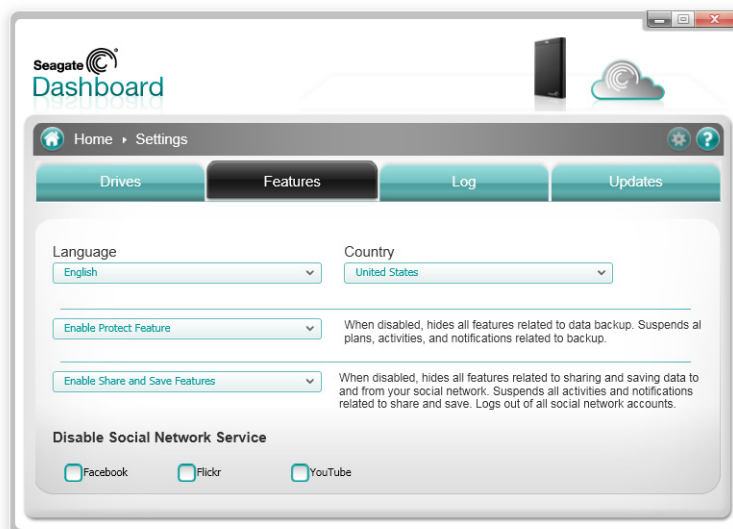 Seagate
Dashboard
Home ▸ Settings
Drives Features Log Updates
Language Country
English United States
Enable Protect Feature
When disabled, hides all features related to data backup. Suspends al
plans, activities, and notifications related to backup.
Enable Share and Save Features
When disabled, hides all features related to sharing and saving data to
and from your social network. Suspends all activities and notifications
related to share and save. Logs out of all social network accounts.
Disable Social Network Service
Facebook Flickr YouTube